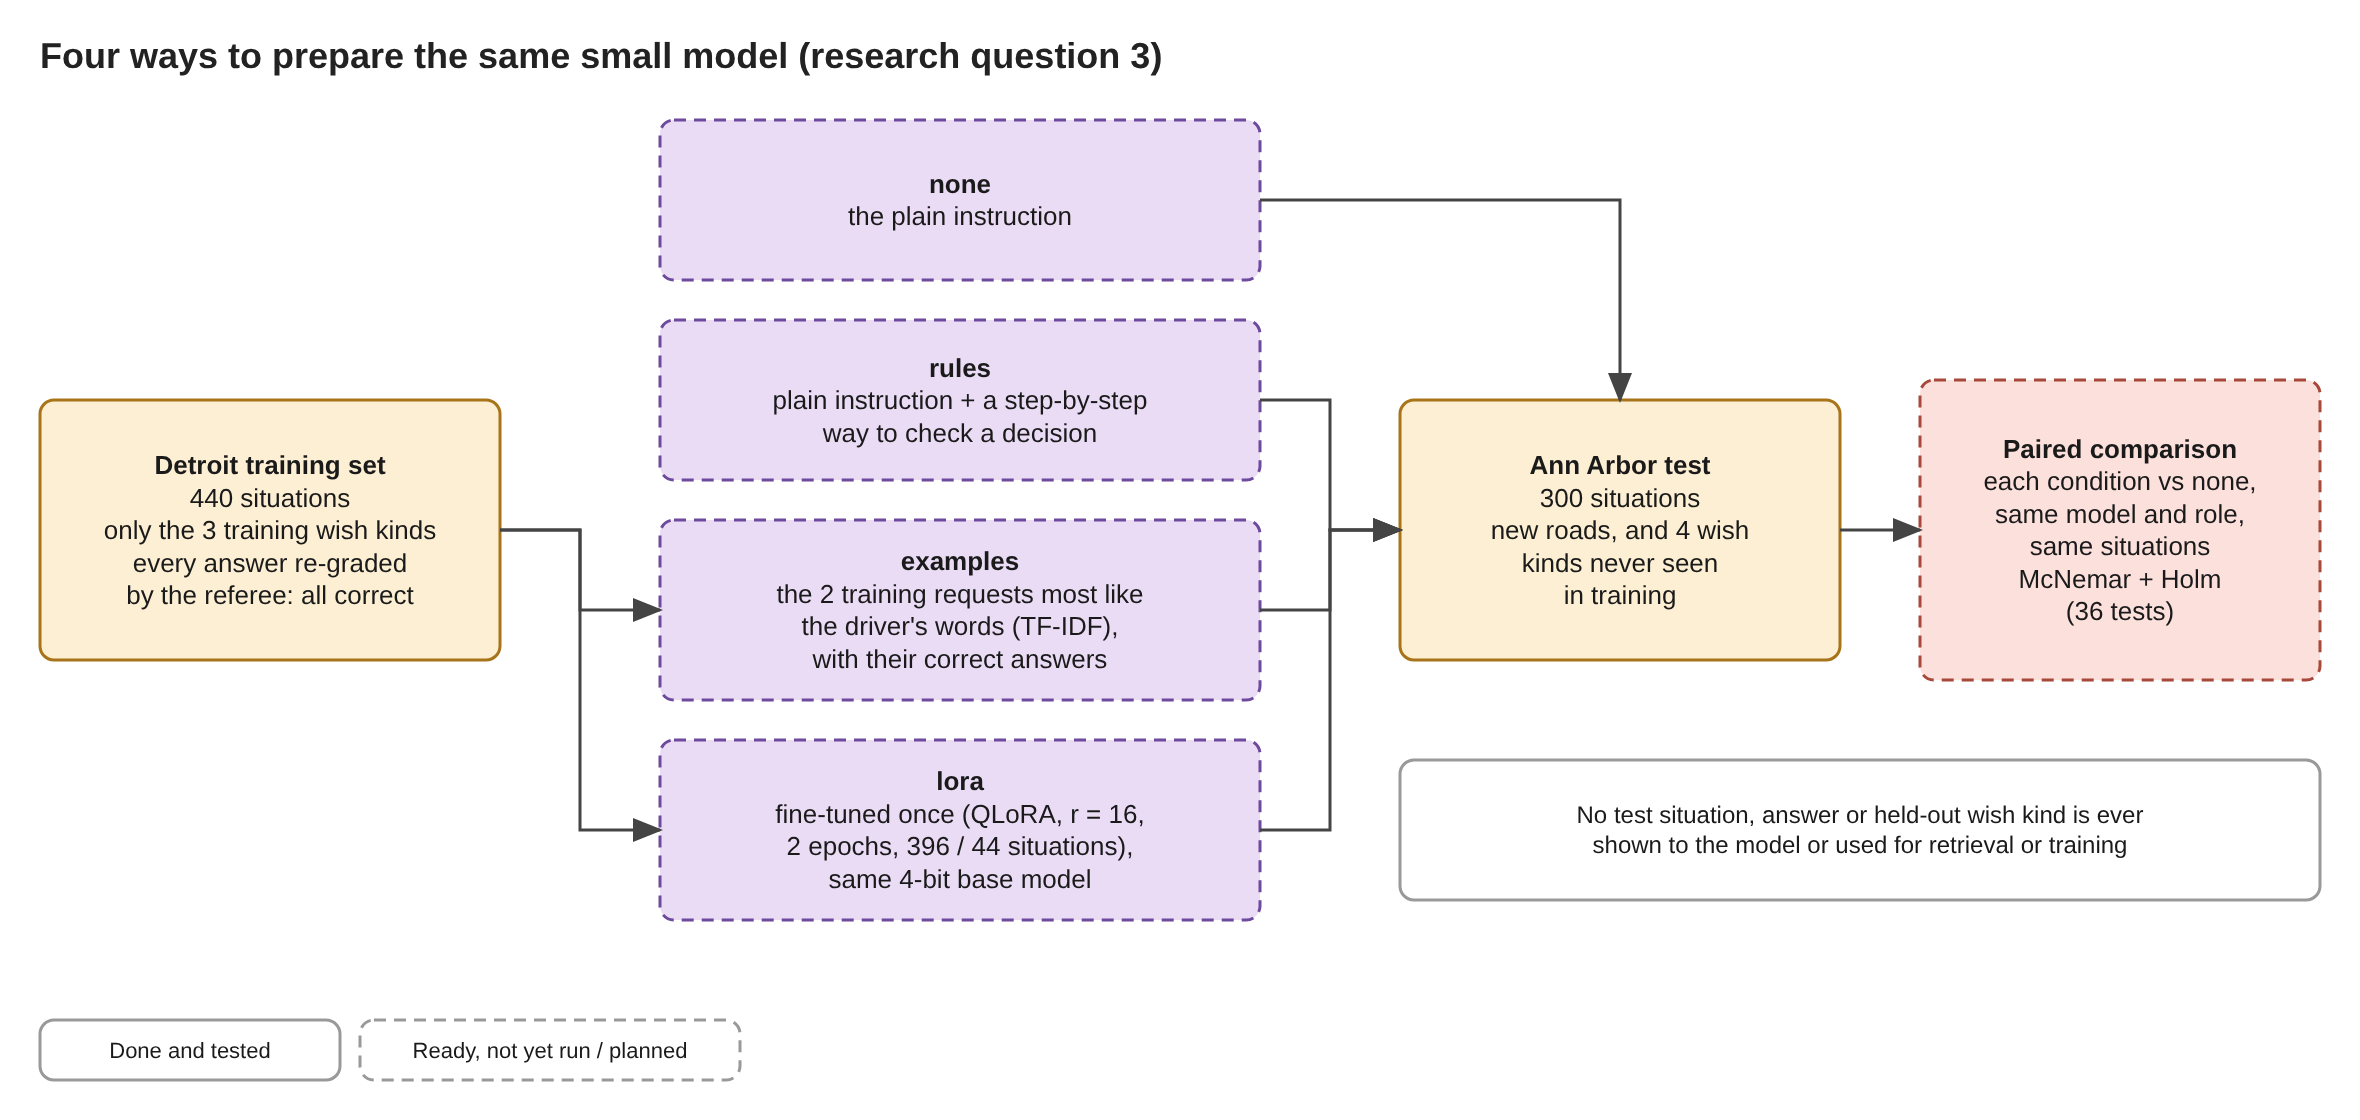 Four ways to prepare the same small model (research question 3)
none
the plain instruction
rules
plain instruction + a step-by-step
way to check a decision
Detroit training set
440 situations
only the 3 training wish kinds
every answer re-graded
by the referee: all correct
examples
the 2 training requests most like
the driver's words (TF-IDF),
with their correct answers
lora
fine-tuned once (QLoRA, r = 16,
2 epochs, 396 / 44 situations),
same 4-bit base model
Ann Arbor test
300 situations
new roads, and 4 wish
kinds never seen
in training
Paired comparison
each condition vs none,
same model and role,
same situations
McNemar + Holm
(36 tests)
No test situation, answer or held-out wish kind is ever
shown to the model or used for retrieval or training
Done and tested
Ready, not yet run / planned